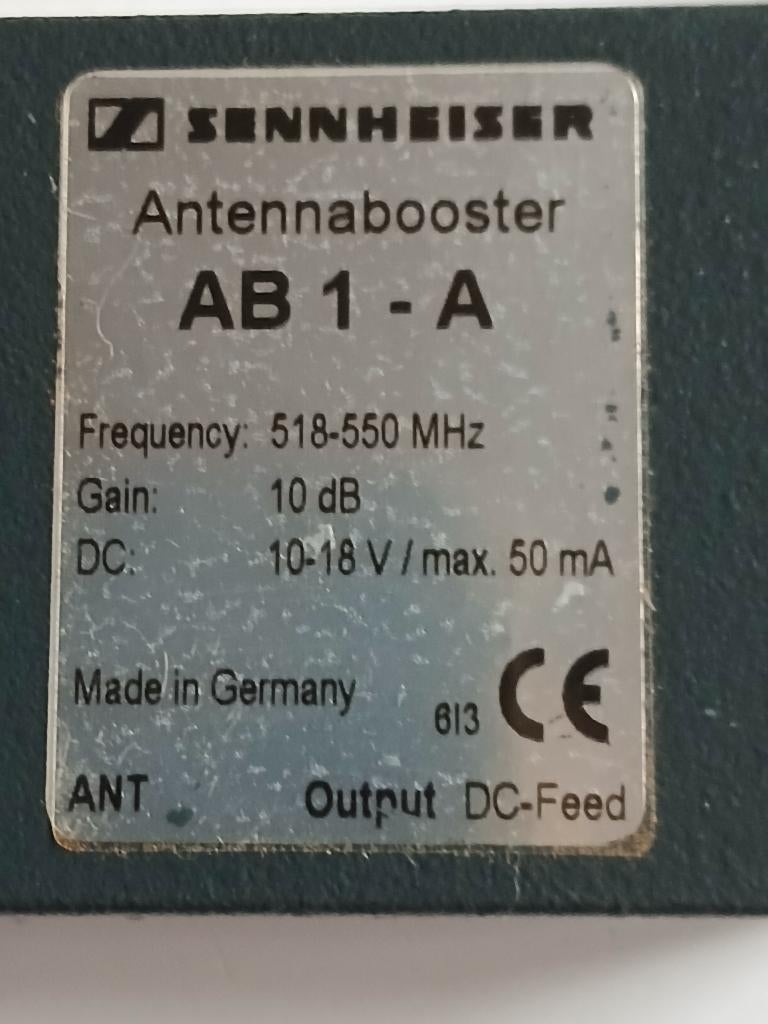 SENNHEISER
Antennabooster
AB 1 - A
Frequency: 518-550 MHz
Gain: 10 dB
DC: 10-18 V / max. 50 mA
Made in Germany 6I3 CE
ANT Output DC-Feed